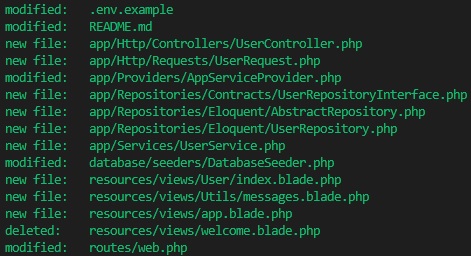 modified: .env.example
modified: README.md
new file: app/Http/Controllers/UserController.php
new file: app/Http/Requests/UserRequest.php
modified: app/Providers/AppServiceProvider.php
new file: app/Repositories/Contracts/UserRepositoryInterface.php
new file: app/Repositories/Eloquent/AbstractRepository.php
new file: app/Repositories/Eloquent/UserRepository.php
new file: app/Services/UserService.php
modified: database/seeders/DatabaseSeeder.php
new file: resources/views/User/index.blade.php
new file: resources/views/Utils/messages.blade.php
new file: resources/views/app.blade.php
deleted: resources/views/welcome.blade.php
modified: routes/web.php